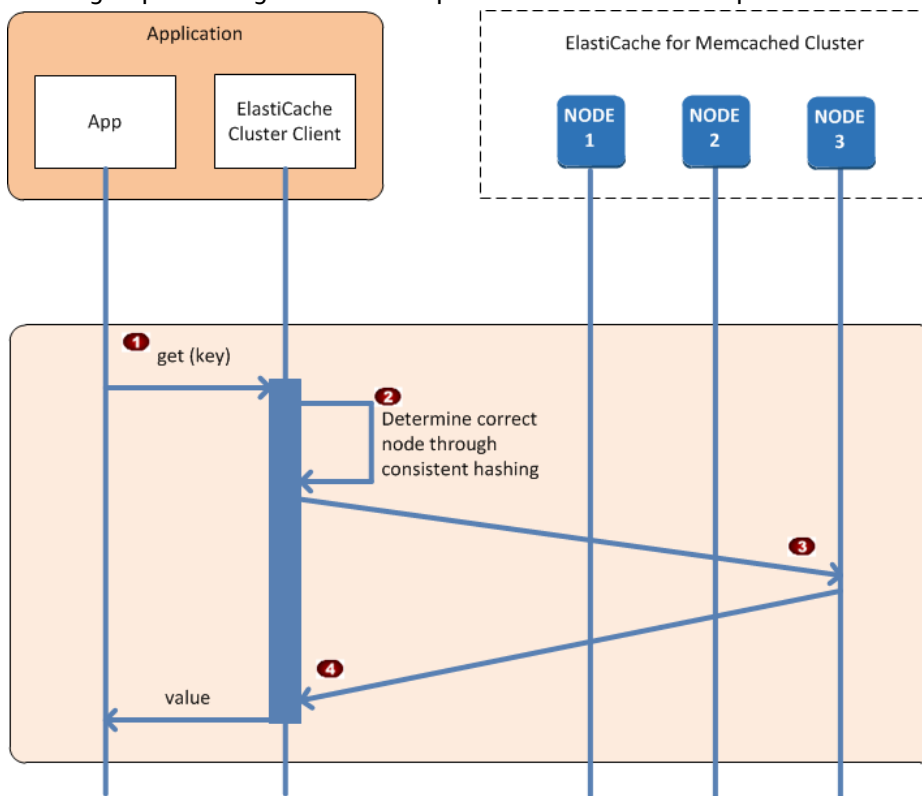 Application
ElastiCache for Memcached Cluster
App
ElastiCache
Cluster Client
NODE
1
NODE
2
NODE
3
1
get (key)
2
Determine correct
node through
consistent hashing
3
4
value